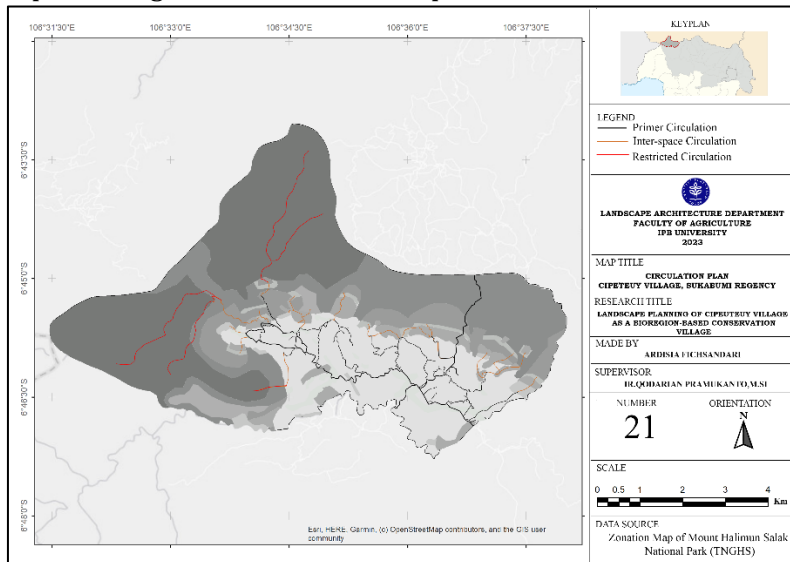 106°31'30"E 106°33'0"E 106°34'30"E 106°36'0"E 106°37'30"E
6°43'30"S
6°45'0"S
6°46'30"S
6°48'0"S
Esri, HERE, Garmin, (c) OpenStreetMap contributors, and the GIS user
community
KEYPLAN
LEGEND
Primer Circulation
Inter-space Circulation
Restricted Circulation
LANDSCAPE ARCHITECTURE DEPARTMENT
FACULTY OF AGRICULTURE
IPB UNIVERSITY
2023
MAP TITLE
CIRCULATION PLAN
CIPETEUY VILLAGE, SUKABUMI REGENCY
RESEARCH TITLE
LANDSCAPE PLANNING OF CIPEUTEUY VILLAGE
AS A BIOREGION-BASED CONSERVATION
VILLAGE
MADE BY
ARDISIA FICHSANDARI
SUPERVISOR
IR.QODARIAN PRAMUKANTO,M.SI
NUMBER ORIENTATION
21 N
SCALE
0 0.5 1 2 3 4
Km
DATA SOURCE
Zonation Map of Mount Halimun Salak
National Park (TNGHS)